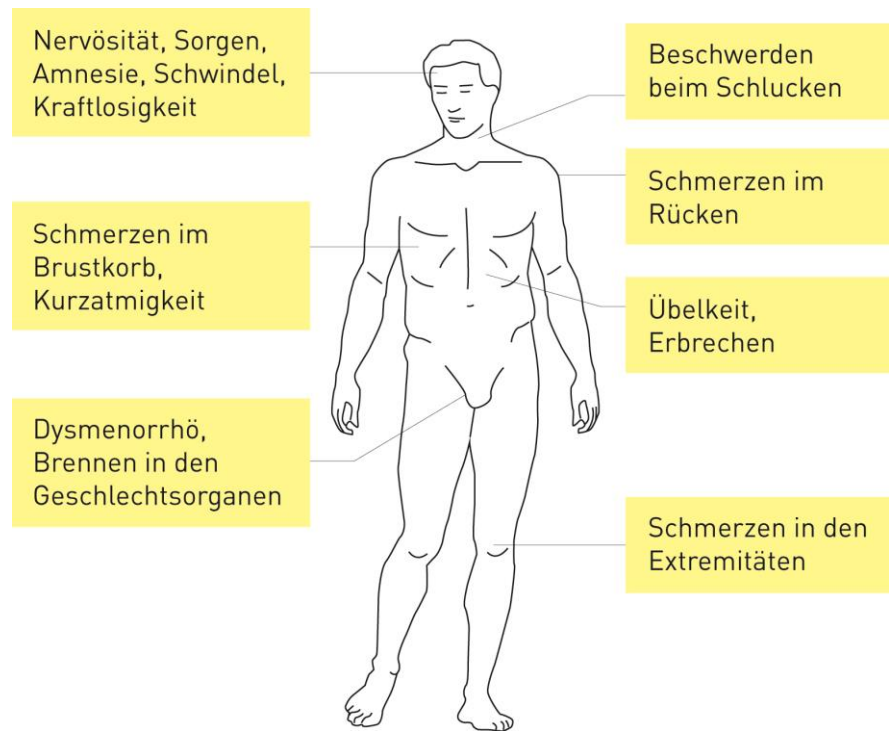 Nervösität, Sorgen,
Amnesie, Schwindel,
Kraftlosigkeit
Beschwerden
beim Schlucken
Schmerzen im
Rücken
Schmerzen im
Brustkorb,
Kurzatmigkeit
Übelkeit,
Erbrechen
Dysmenorrhö,
Brennen in den
Geschlechtsorganen
Schmerzen in den
Extremitäten